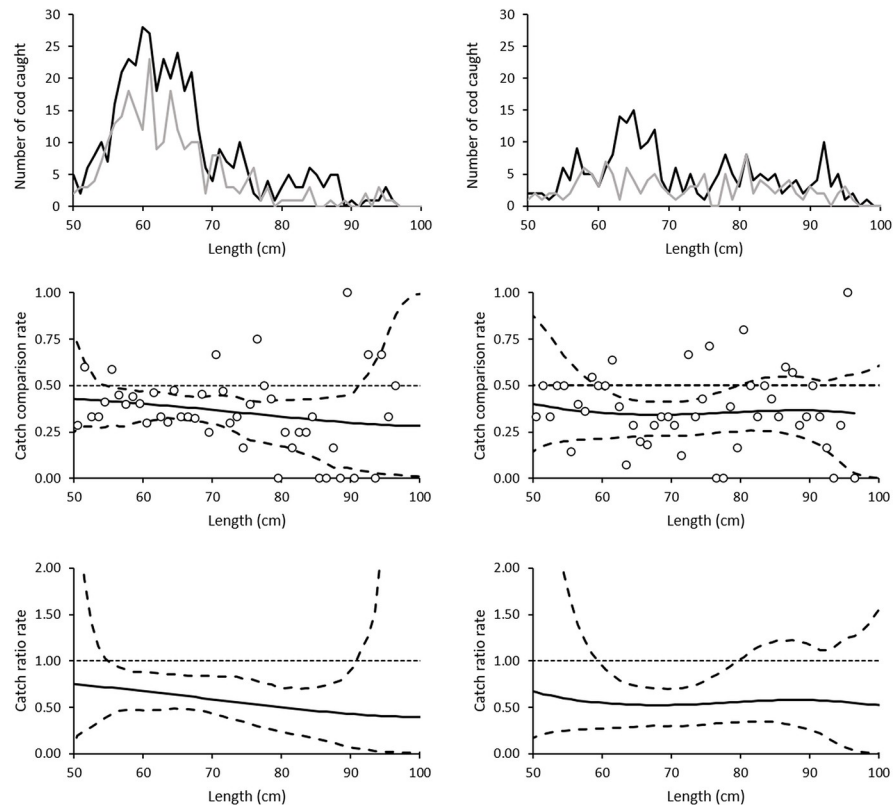 Number of cod caught
30
25
20
15
10
5
0
50 60 70 80 90 100
Length (cm)
Number of cod caught
30
25
20
15
10
5
0
50 60 70 80 90 100
Length (cm)
Catch comparison rate
1.00
0.75
0.50
0.25
0.00
50 60 70 80 90 100
Length (cm)
Catch comparison rate
1.00
0.75
0.50
0.25
0.00
50 60 70 80 90 100
Length (cm)
Catch ratio rate
2.00
1.50
1.00
0.50
0.00
50 60 70 80 90 100
Length (cm)
Catch ratio rate
2.00
1.50
1.00
0.50
0.00
50 60 70 80 90 100
Length (cm)